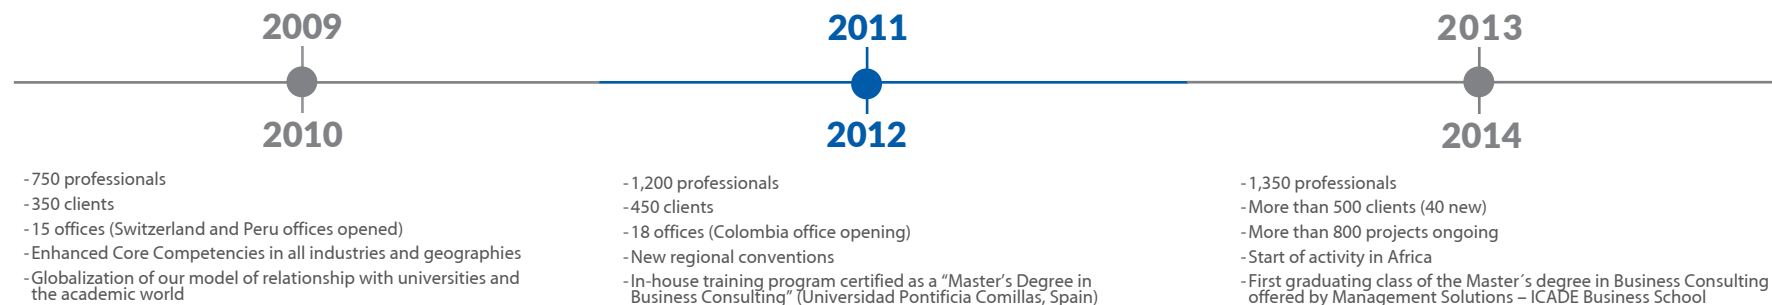 2009
2010
-750 professionals
-350 clients
-15 offices (Switzerland and Peru offices opened)
-Enhanced Core Competencies in all industries and geographies
-Globalization of our model of relationship with universities and
the academic world
2011
2012
-1,200 professionals
-450 clients
-18 offices (Colombia office opening)
-New regional conventions
-In-house training program certified as a “Master’s Degree in
Business Consulting” (Universidad Pontificia Comillas, Spain)
2013
2014
-1,350 professionals
-More than 500 clients (40 new)
-More than 800 projects ongoing
-Start of activity in Africa
-First graduating class of the Master´s degree in Business Consulting
offered by Management Solutions – ICADE Business School